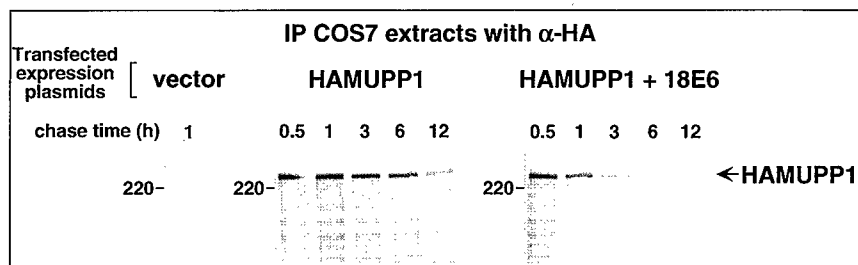 IP COS7 extracts with α-HA
Transfected
expression
plasmids
[ vector HAMUPP1 HAMUPP1 + 18E6
chase time (h) 1 0.5 1 3 6 12 0.5 1 3 6 12
220- 220- 220- ←HAMUPP1